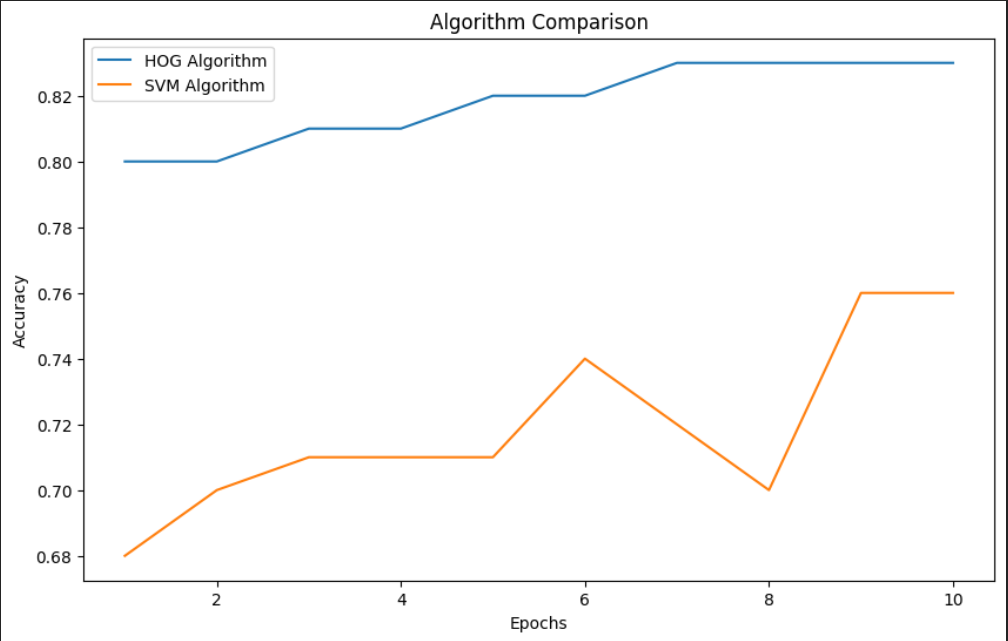 Algorithm Comparison
HOG Algorithm
SVM Algorithm
0.82
0.80
0.78
0.76
0.74
0.72
0.70
0.68
Accuracy
2 4 6 8 10
Epochs